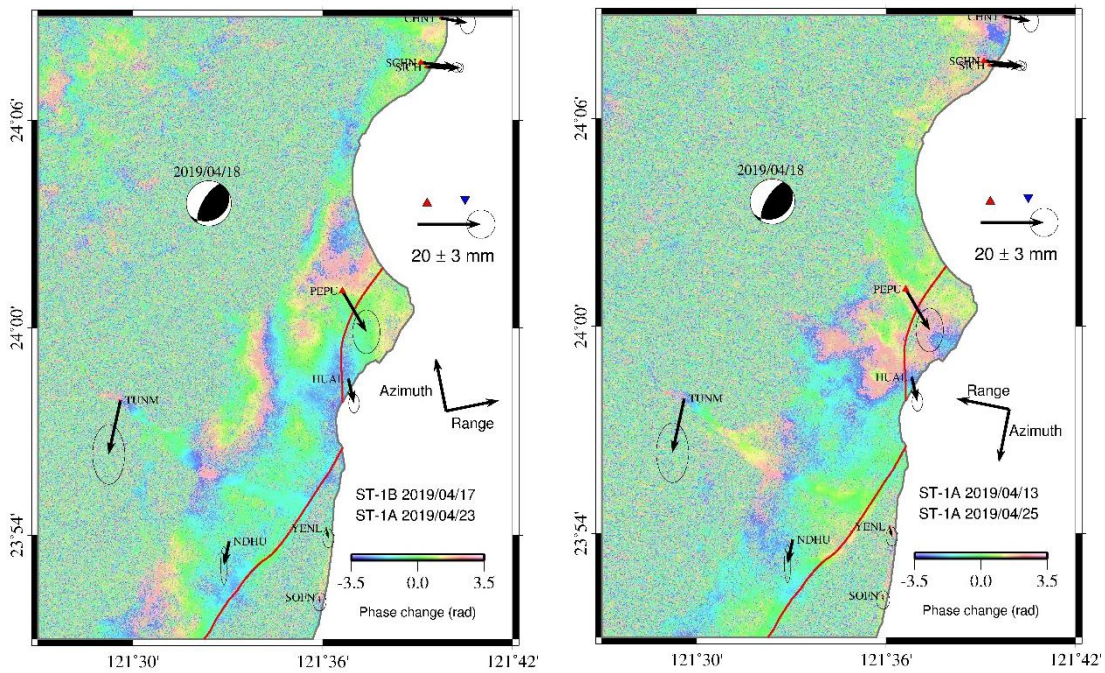 CHNT
SCHN
SICH
24°06'
2019/04/18
20 ± 3 mm
PEPU
24°00'
HUAL
Azimuth
Range
TUNM
ST-1B 2019/04/17
ST-1A 2019/04/23
23°54'
YENL
NDHU
-3.5 0.0 3.5
SOFN
Phase change (rad)
121°30' 121°36' 121°42'
CHNT
SCHN
SICH
24°06'
2019/04/18
20 ± 3 mm
PEPU
24°00'
HUAL
Range
Azimuth
TUNM
ST-1A 2019/04/13
ST-1A 2019/04/25
23°54'
YENL
NDHU
-3.5 0.0 3.5
SOFN
Phase change (rad)
121°30' 121°36' 121°42'